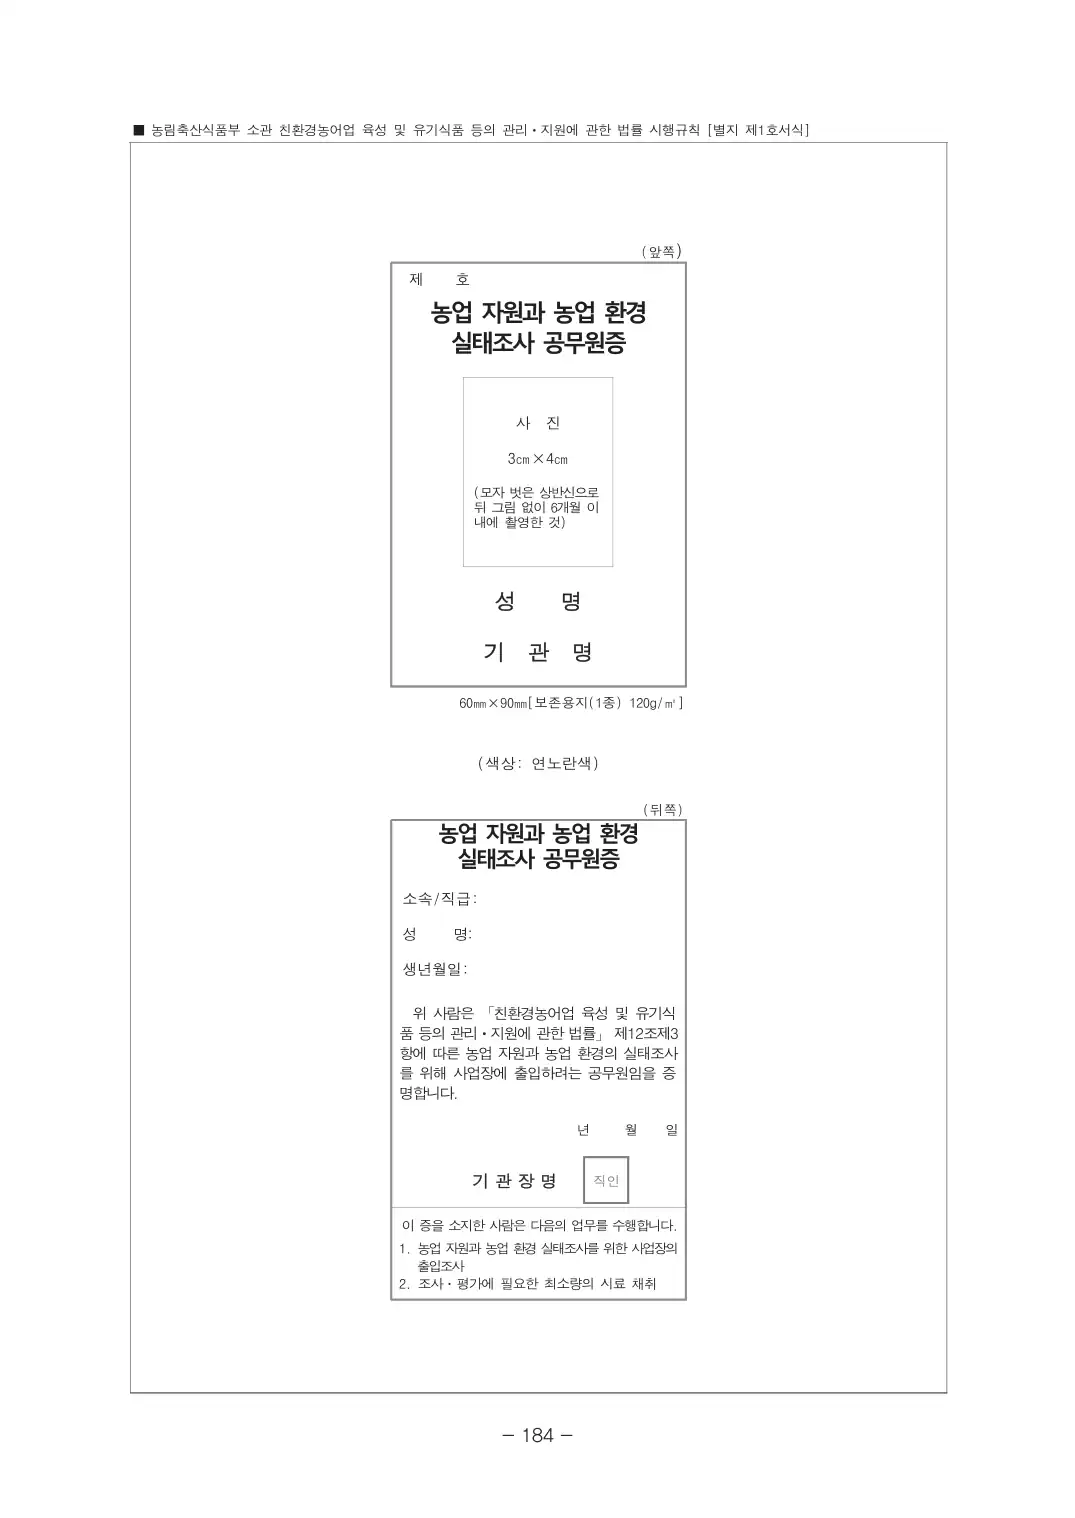 ■ 농림축산식품부 소관 친환경농어업 육성 및 유기식품 등의 관리·지원에 관한 법률 시행규칙 [별지 제1호서식]
(앞쪽)
제 호
농업 자원과 농업 환경
실태조사 공무원증
사 진
3㎝×4㎝
(모자 벗은 상반신으로
뒤 그림 없이 6개월 이
내에 촬영한 것)
성 명
기 관 명
60㎜×90㎜[보존용지(1종) 120g/㎡]
(색상: 연노란색)
(뒤쪽)
농업 자원과 농업 환경
실태조사 공무원증
소속/직급:
성 명:
생년월일:
위 사람은 「친환경농어업 육성 및 유기식
품 등의 관리·지원에 관한 법률」 제12조제3
항에 따른 농업 자원과 농업 환경의 실태조사
를 위해 사업장에 출입하려는 공무원임을 증
명합니다.
년 월 일
기 관 장 명 직인
이 증을 소지한 사람은 다음의 업무를 수행합니다.
1. 농업 자원과 농업 환경 실태조사를 위한 사업장의
출입조사
2. 조사·평가에 필요한 최소량의 시료 채취
- 184 -